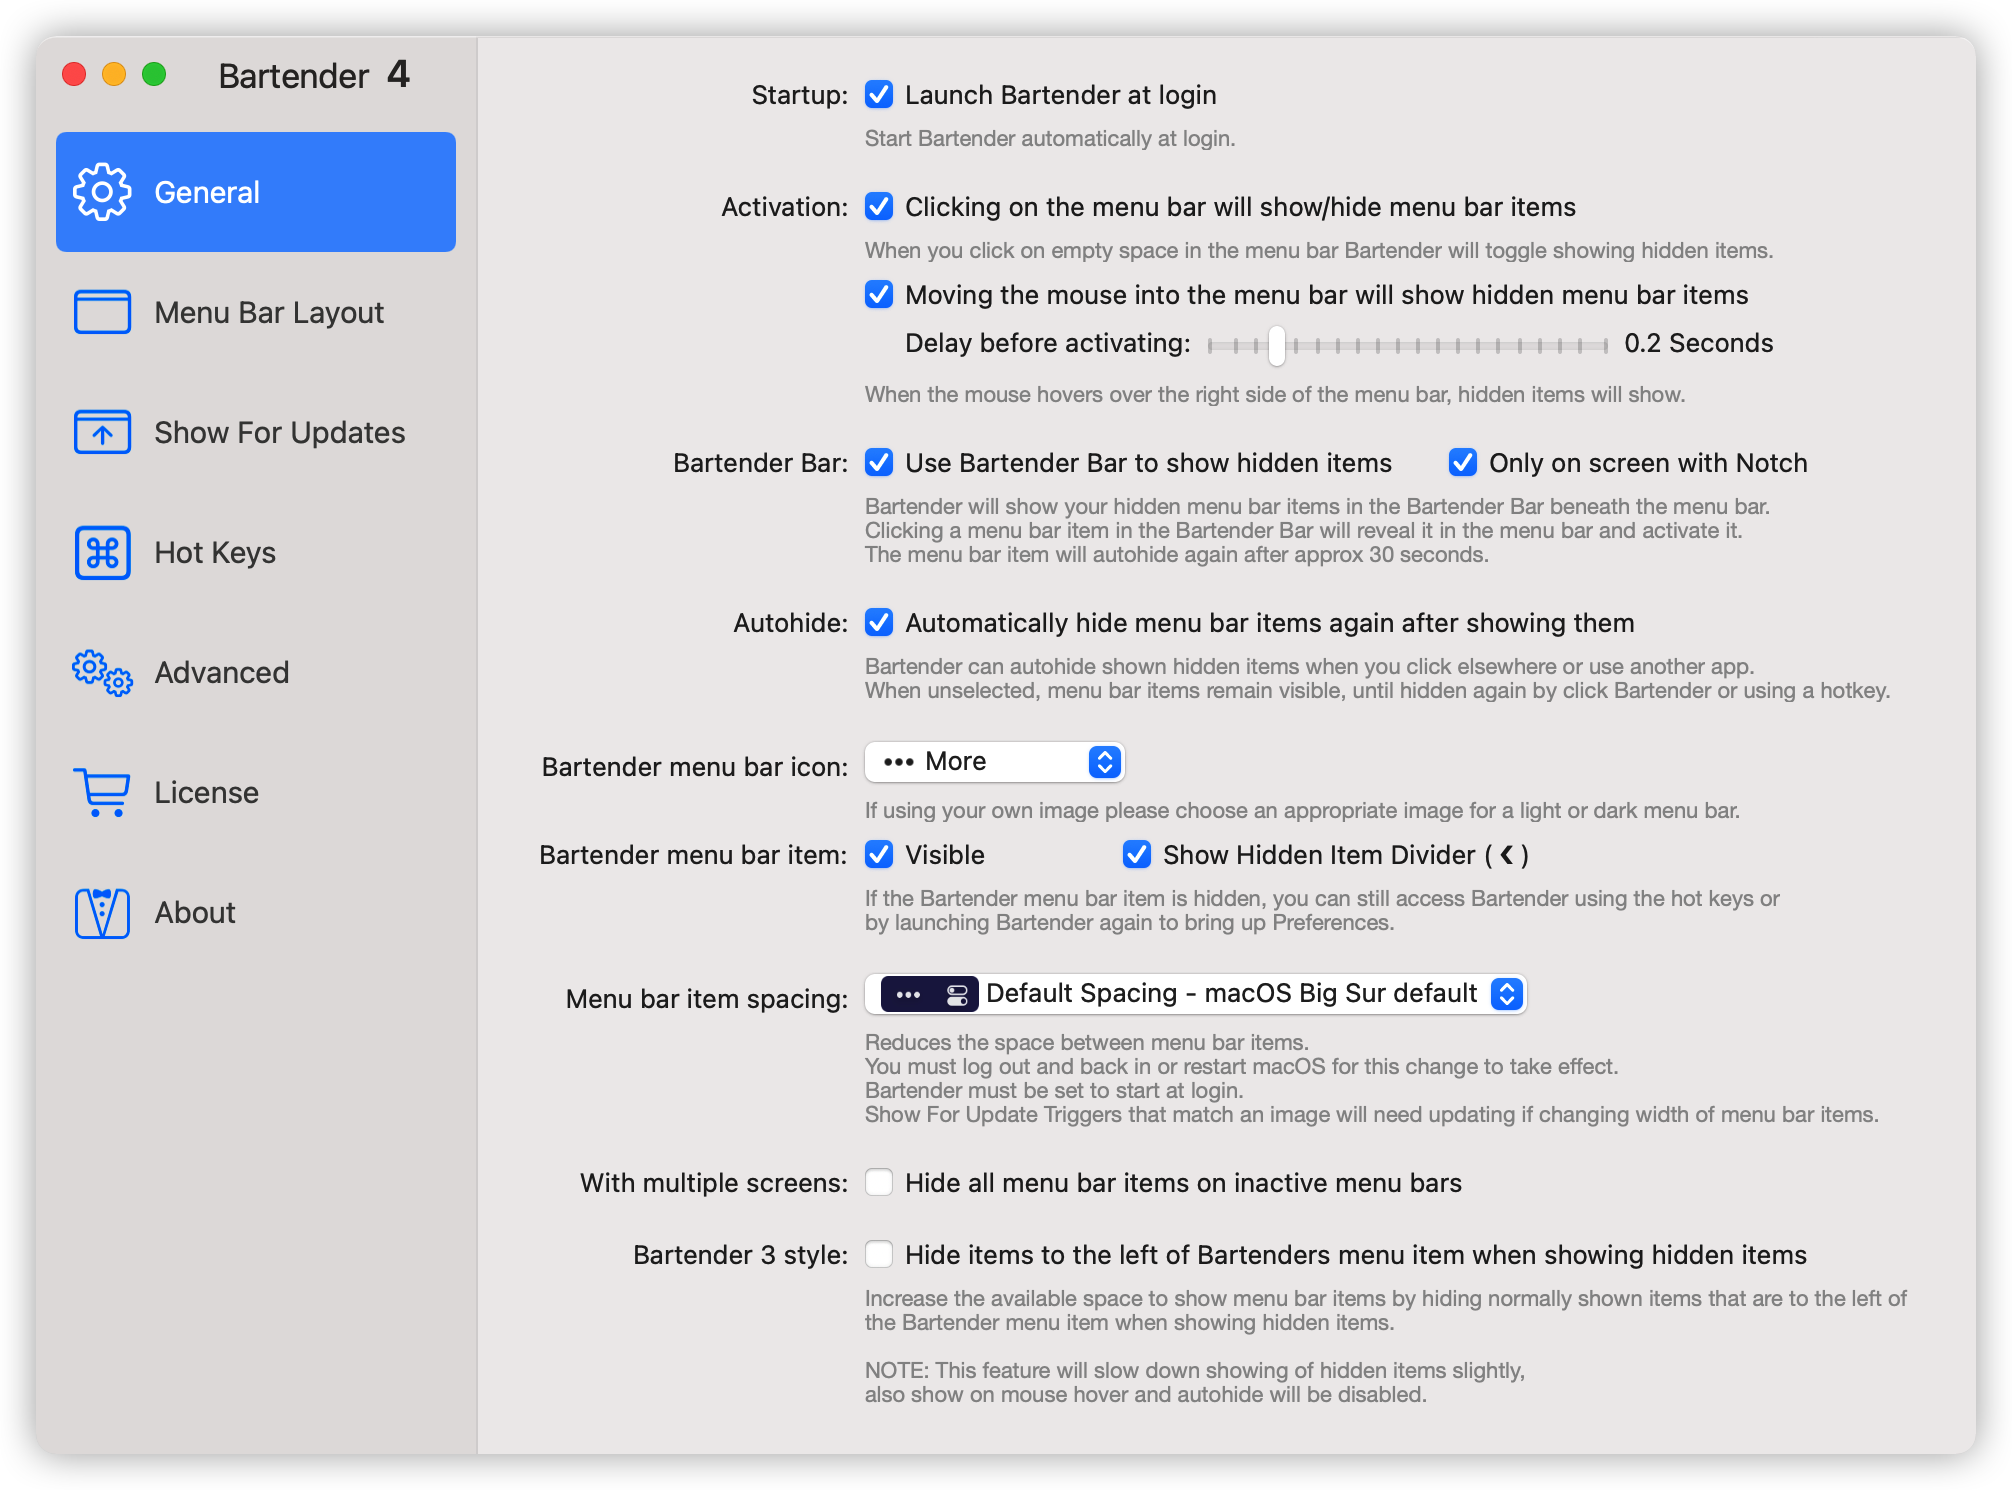 Bartender 4
General
Menu Bar Layout
Show For Updates
Hot Keys
Advanced
License
About
Startup: Launch Bartender at login
Start Bartender automatically at login.
Activation: Clicking on the menu bar will show/hide menu bar items
When you click on empty space in the menu bar Bartender will toggle showing hidden items.
Moving the mouse into the menu bar will show hidden menu bar items
Delay before activating: 0.2 Seconds
When the mouse hovers over the right side of the menu bar, hidden items will show.
Bartender Bar: Use Bartender Bar to show hidden items Only on screen with Notch
Bartender will show your hidden menu bar items in the Bartender Bar beneath the menu bar.
Clicking a menu bar item in the Bartender Bar will reveal it in the menu bar and activate it.
The menu bar item will autohide again after approx 30 seconds.
Autohide: Automatically hide menu bar items again after showing them
Bartender can autohide shown hidden items when you click elsewhere or use another app.
When unselected, menu bar items remain visible, until hidden again by click Bartender or using a hotkey.
Bartender menu bar icon: ••• More
If using your own image please choose an appropriate image for a light or dark menu bar.
Bartender menu bar item: Visible Show Hidden Item Divider ( ❮ )
If the Bartender menu bar item is hidden, you can still access Bartender using the hot keys or
by launching Bartender again to bring up Preferences.
Menu bar item spacing: Default Spacing - macOS Big Sur default
Reduces the space between menu bar items.
You must log out and back in or restart macOS for this change to take effect.
Bartender must be set to start at login.
Show For Update Triggers that match an image will need updating if changing width of menu bar items.
With multiple screens: Hide all menu bar items on inactive menu bars
Bartender 3 style: Hide items to the left of Bartenders menu item when showing hidden items
Increase the available space to show menu bar items by hiding normally shown items that are to the left of
the Bartender menu item when showing hidden items.
NOTE: This feature will slow down showing of hidden items slightly,
also show on mouse hover and autohide will be disabled.